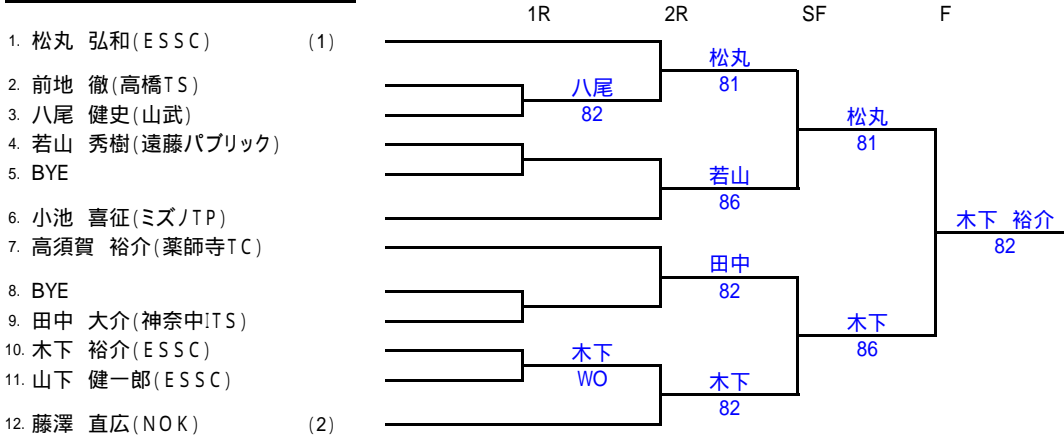 1R 2R SF F
1. 松丸 弘和(ESSC) (1)
松丸
2. 前地 徹(高橋TS)
八尾
81
3. 八尾 健史(山武)
82
松丸
4. 若山 秀樹(遠藤パブリック)
81
5. BYE
若山
86
6. 小池 喜征(ミズノTP)
木下 裕介
7. 高須賀 裕介(薬師寺TC)
82
田中
8. BYE
82
9. 田中 大介(神奈中ITS)
木下
10. 木下 裕介(ESSC)
木下
86
11. 山下 健一郎(ESSC)
WO
木下
82
12. 藤澤 直広(NOK) (2)